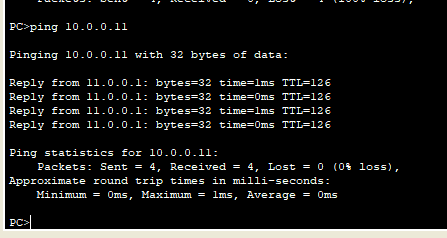 PC>ping 10.0.0.11
Pinging 10.0.0.11 with 32 bytes of data:
Reply from 11.0.0.1: bytes=32 time=1ms TTL=126
Reply from 11.0.0.1: bytes=32 time=0ms TTL=126
Reply from 11.0.0.1: bytes=32 time=1ms TTL=126
Reply from 11.0.0.1: bytes=32 time=0ms TTL=126
Ping statistics for 10.0.0.11:
Packets: Sent = 4, Received = 4, Lost = 0 (0% loss),
Approximate round trip times in milli-seconds:
Minimum = 0ms, Maximum = 1ms, Average = 0ms
PC>